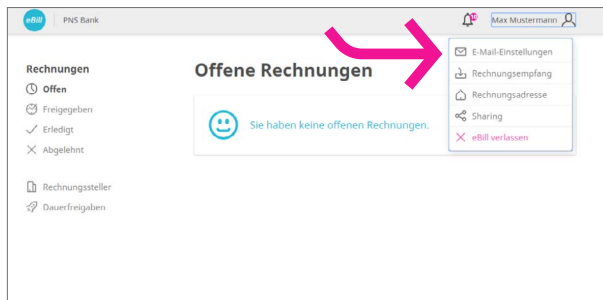 eBill PNS Bank Max Mustermann
E-Mail-Einstellungen
Rechnungsempfang
Rechnungsadresse
Sharing
eBill verlassen
Rechnungen
Offen
Freigegeben
Erledigt
Abgelehnt
Rechnungssteller
Dauerfreigaben
Offene Rechnungen
Sie haben keine offenen Rechnungen.